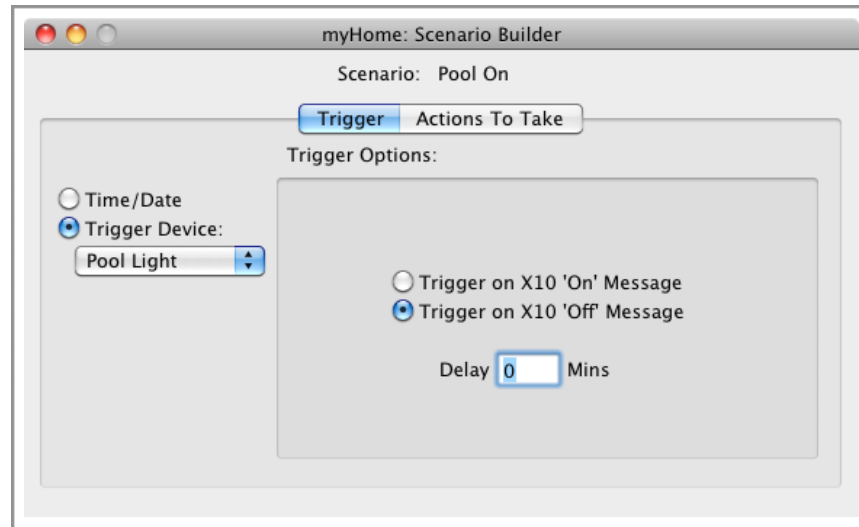 myHome: Scenario Builder
Scenario: Pool On
Trigger Actions To Take
Trigger Options:
Time/Date
Trigger Device:
Pool Light
Trigger on X10 'On' Message
Trigger on X10 'Off' Message
Delay 0 Mins